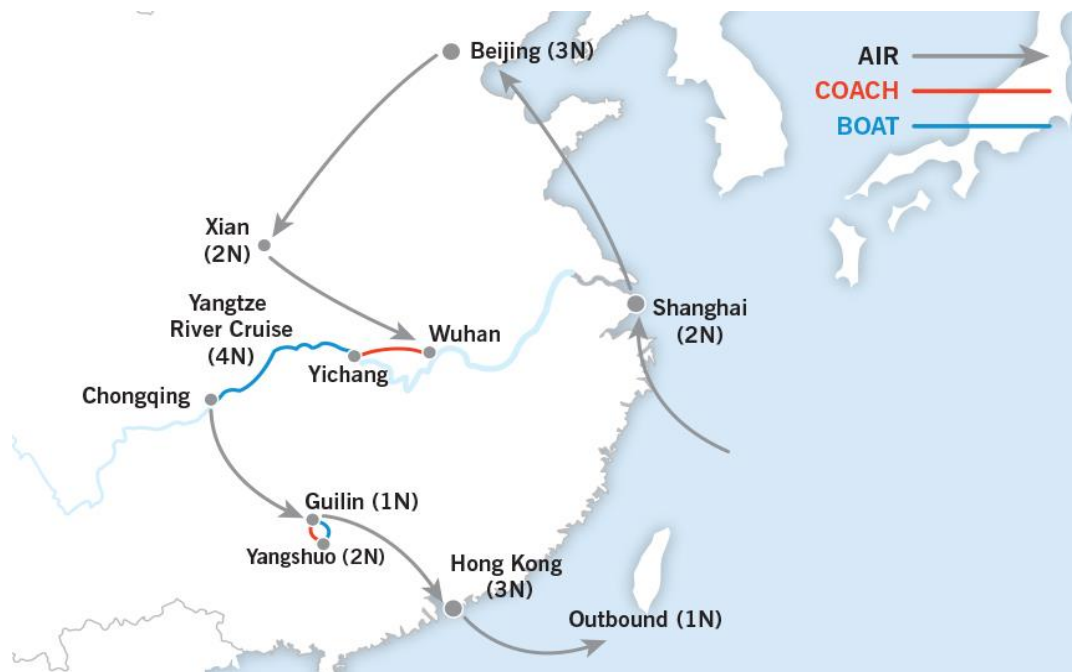 Beijing (3N)
AIR
COACH
BOAT
Xian
(2N)
Yangtze
River Cruise
(4N)
Wuhan
Shanghai
(2N)
Yichang
Chongqing
Guilin (1N)
Yangshuo (2N)
Hong Kong
(3N)
Outbound (1N)